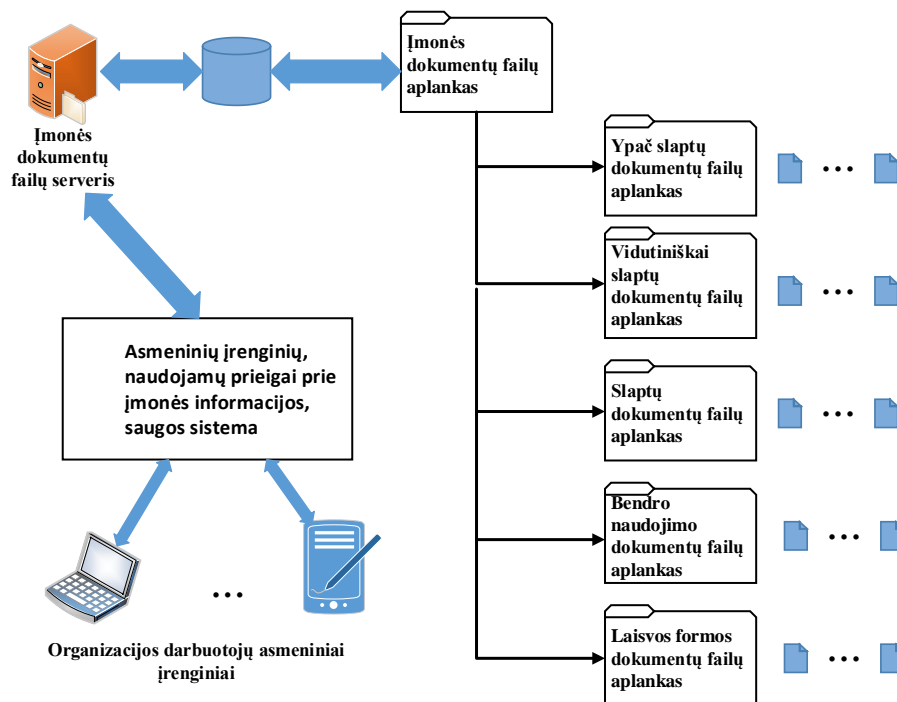 Įmonės
dokumentų
failų serveris
Įmonės
dokumentų failų
aplankas
Ypač slaptų
dokumentų failų
aplankas
Vidutiniškai
slaptų
dokumentų failų
aplankas
Asmeninių įrenginių,
naudojamų prieigai prie
įmonės informacijos,
saugos sistema
Slaptų
dokumentų failų
aplankas
Bendro
naudojimo
dokumentų failų
aplankas
Laisvos formos
dokumentų failų
aplankas
Organizacijos darbuotojų asmeniniai
įrenginiai